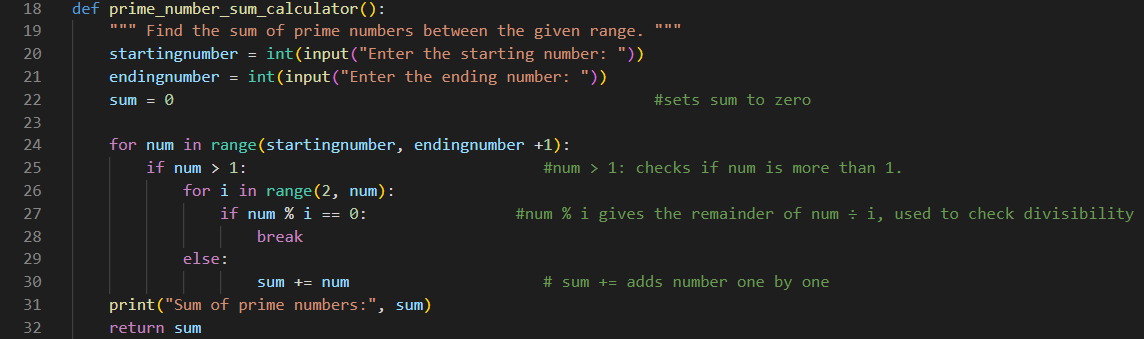 18 def prime_number_sum_calculator():
19     """ Find the sum of prime numbers between the given range. """
20     startingnumber = int(input("Enter the starting number: "))
21     endingnumber = int(input("Enter the ending number: "))
22     sum = 0                                                    #sets sum to zero
23
24     for num in range(startingnumber, endingnumber +1):
25         if num > 1:                                #num > 1: checks if num is more than 1.
26             for i in range(2, num):
27                 if num % i == 0:                #num % i gives the remainder of num ÷ i, used to check divisibility
28                     break
29             else:
30                     sum += num                     # sum += adds number one by one
31     print("Sum of prime numbers:", sum)
32     return sum